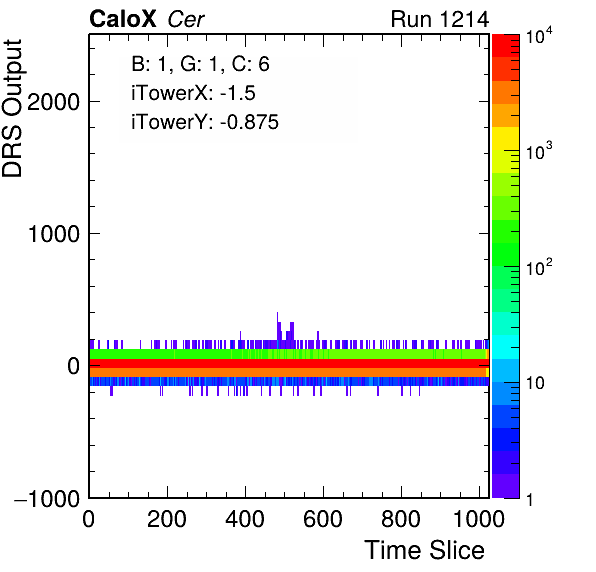 CaloX Cer Run 1214
DRS Output
B: 1, G: 1, C: 6
iTowerX: -1.5
iTowerY: -0.875
2000
1000
0
−1000
0 200 400 600 800 1000
Time Slice
10^4
10^3
10^2
10
1